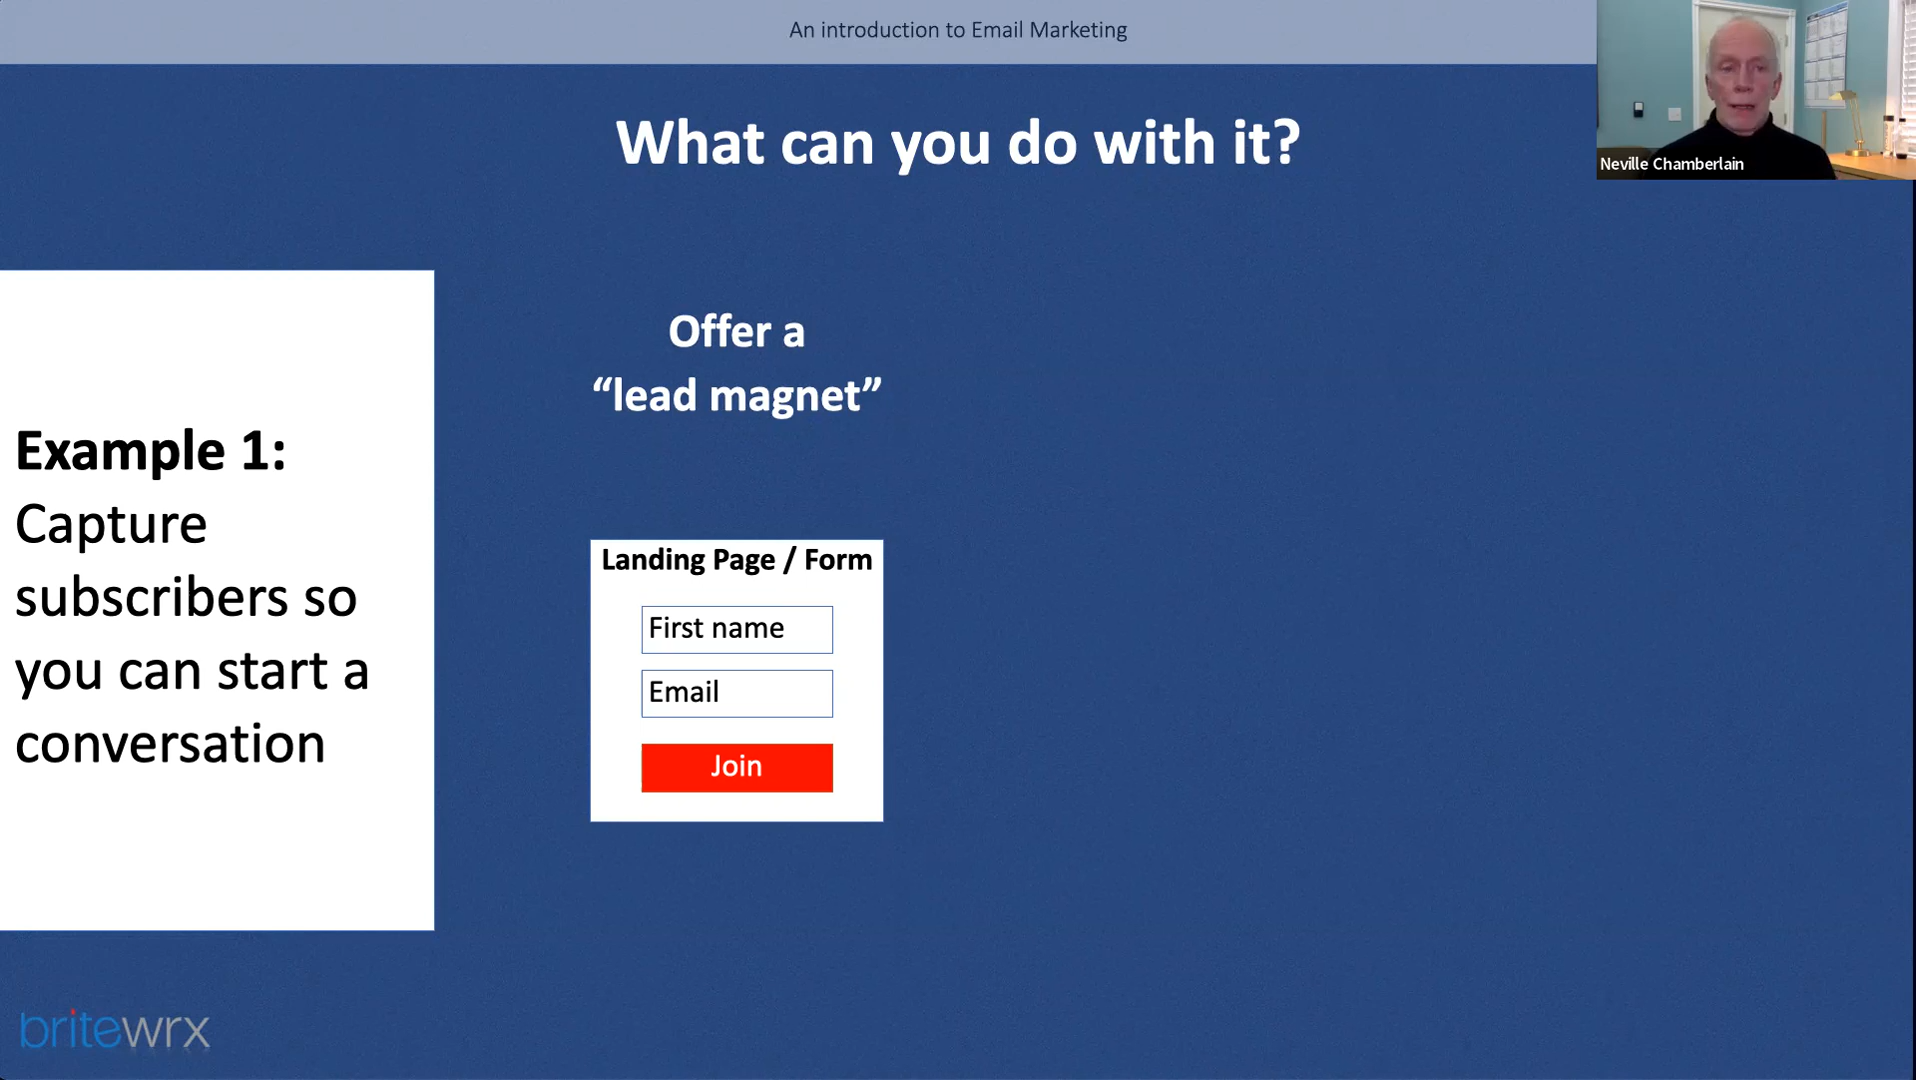 An introduction to Email Marketing
Neville Chamberlain
What can you do with it?
Example 1:
Capture
subscribers so
you can start a
conversation
Offer a
“lead magnet”
Landing Page / Form
First name
Email
Join
britewrx